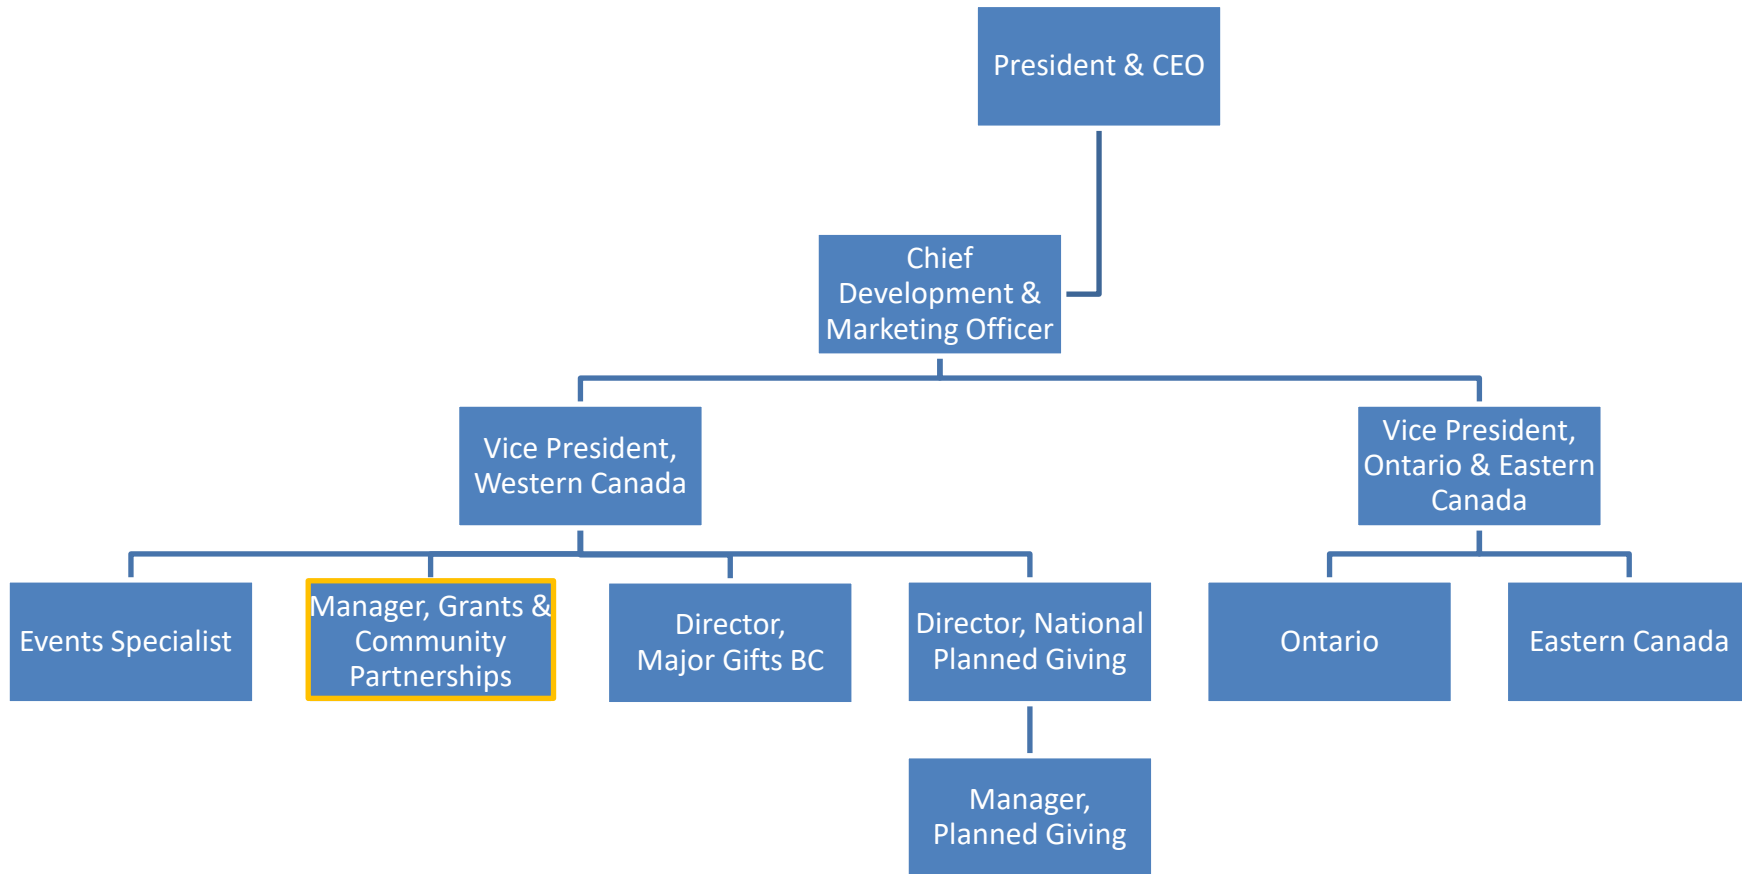 President & CEO
Chief
Development &
Marketing Officer
Vice President,
Western Canada
Vice President,
Ontario & Eastern
Canada
Events Specialist
Manager, Grants &
Community
Partnerships
Director,
Major Gifts BC
Director, National
Planned Giving
Ontario
Eastern Canada
Manager,
Planned Giving